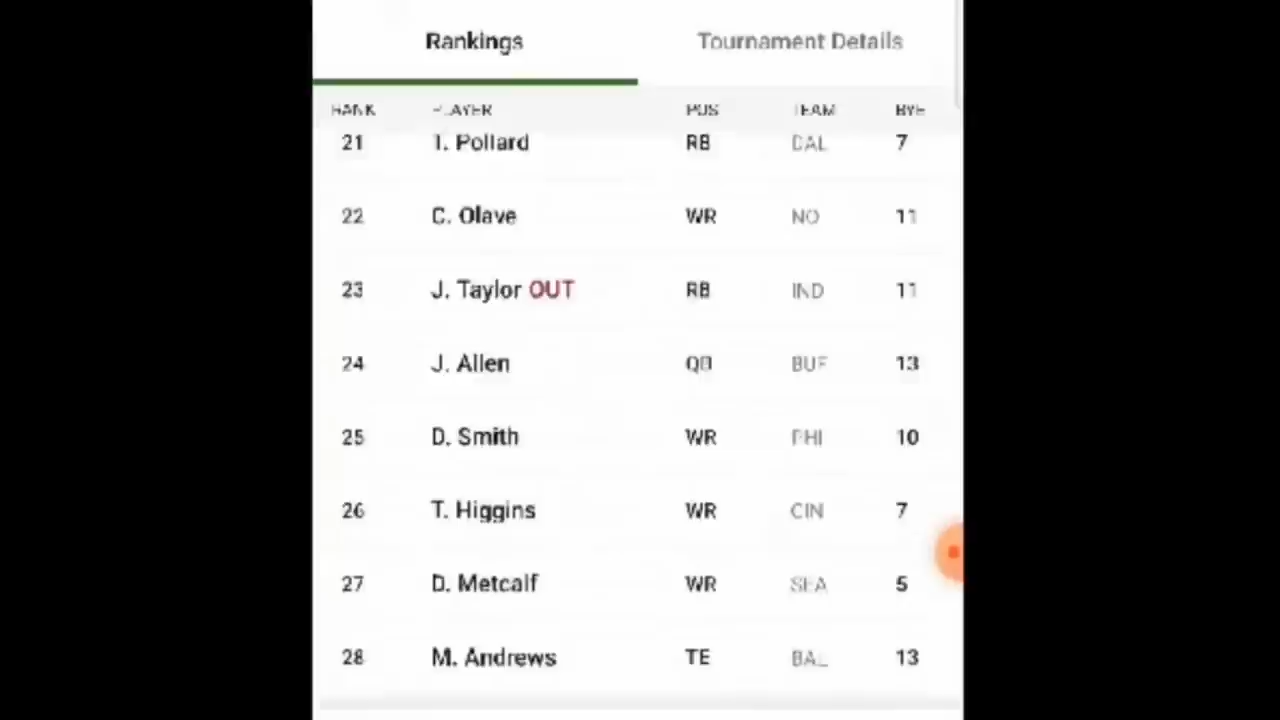 Rankings Tournament Details
RANK PLAYER POS TEAM BYE
21 T. Pollard RB DAL 7
22 C. Olave WR NO 11
23 J. Taylor OUT RB IND 11
24 J. Allen QB BUF 13
25 D. Smith WR PHI 10
26 T. Higgins WR CIN 7
27 D. Metcalf WR SEA 5
28 M. Andrews TE BAL 13